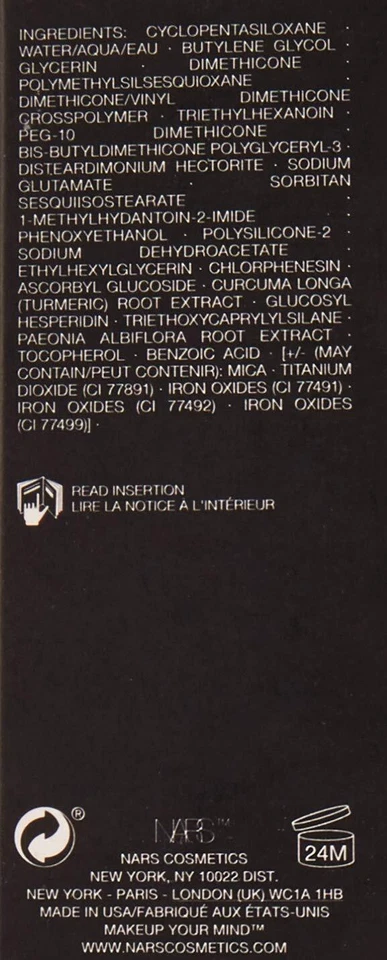 INGREDIENTS: CYCLOPENTASILOXANE ·
WATER/AQUA/EAU · BUTYLENE GLYCOL ·
GLYCERIN · DIMETHICONE ·
POLYMETHYLSILSESQUIOXANE ·
DIMETHICONE/VINYL DIMETHICONE
CROSSPOLYMER · TRIETHYLHEXANOIN ·
PEG-10 DIMETHICONE ·
BIS-BUTYLDIMETHICONE POLYGLYCERYL-3 ·
DISTEARDIMONIUM HECTORITE · SODIUM
GLUTAMATE · SORBITAN
SESQUIISOSTEARATE ·
1-METHYLHYDANTOIN-2-IMIDE ·
PHENOXYETHANOL · POLYSILICONE-2 ·
SODIUM DEHYDROACETATE ·
ETHYLHEXYLGLYCERIN · CHLORPHENESIN ·
ASCORBYL GLUCOSIDE · CURCUMA LONGA
(TURMERIC) ROOT EXTRACT · GLUCOSYL
HESPERIDIN · TRIETHOXYCAPRYLYLSILANE ·
PAEONIA ALBIFLORA ROOT EXTRACT ·
TOCOPHEROL · BENZOIC ACID · [+/- (MAY
CONTAIN/PEUT CONTENIR): MICA · TITANIUM
DIOXIDE (CI 77891) · IRON OXIDES (CI 77491) ·
IRON OXIDES (CI 77492) · IRON OXIDES
(CI 77499)] ·
READ INSERTION
LIRE LA NOTICE À L'INTÉRIEUR
®
NARS™
24M
NARS COSMETICS
NEW YORK, NY 10022 DIST.
NEW YORK - PARIS - LONDON (UK) WC1A 1HB
MADE IN USA/FABRIQUÉ AUX ÉTATS-UNIS
MAKEUP YOUR MIND™
WWW.NARSCOSMETICS.COM